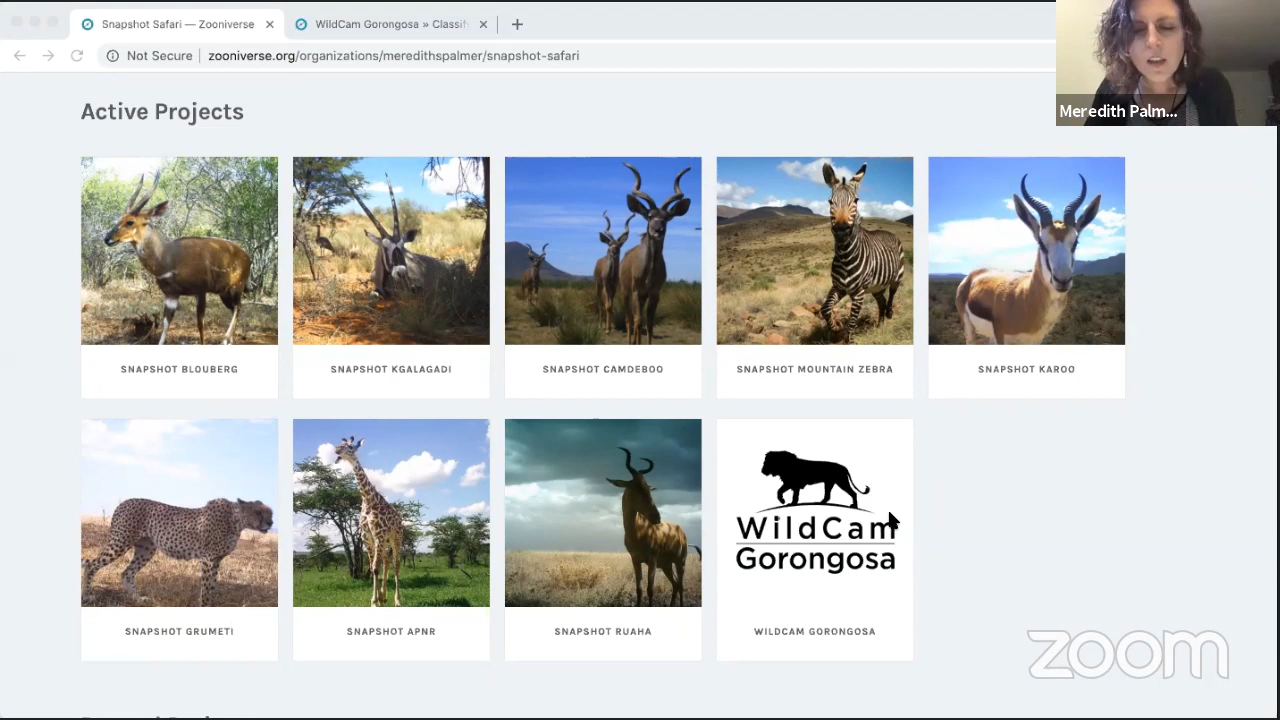 Snapshot Safari — Zooniverse
WildCam Gorongosa » Classif
Not Secure
zooniverse.org/organizations/meredithspalmer/snapshot-safari
Meredith Palm...
Active Projects
SNAPSHOT BLOUBERG
SNAPSHOT KGALAGADI
SNAPSHOT CAMDEBOO
SNAPSHOT MOUNTAIN ZEBRA
SNAPSHOT KAROO
WildCam
Gorongosa
SNAPSHOT GRUMETI
SNAPSHOT APNR
SNAPSHOT RUAHA
WILDCAM GORONGOSA
zoom